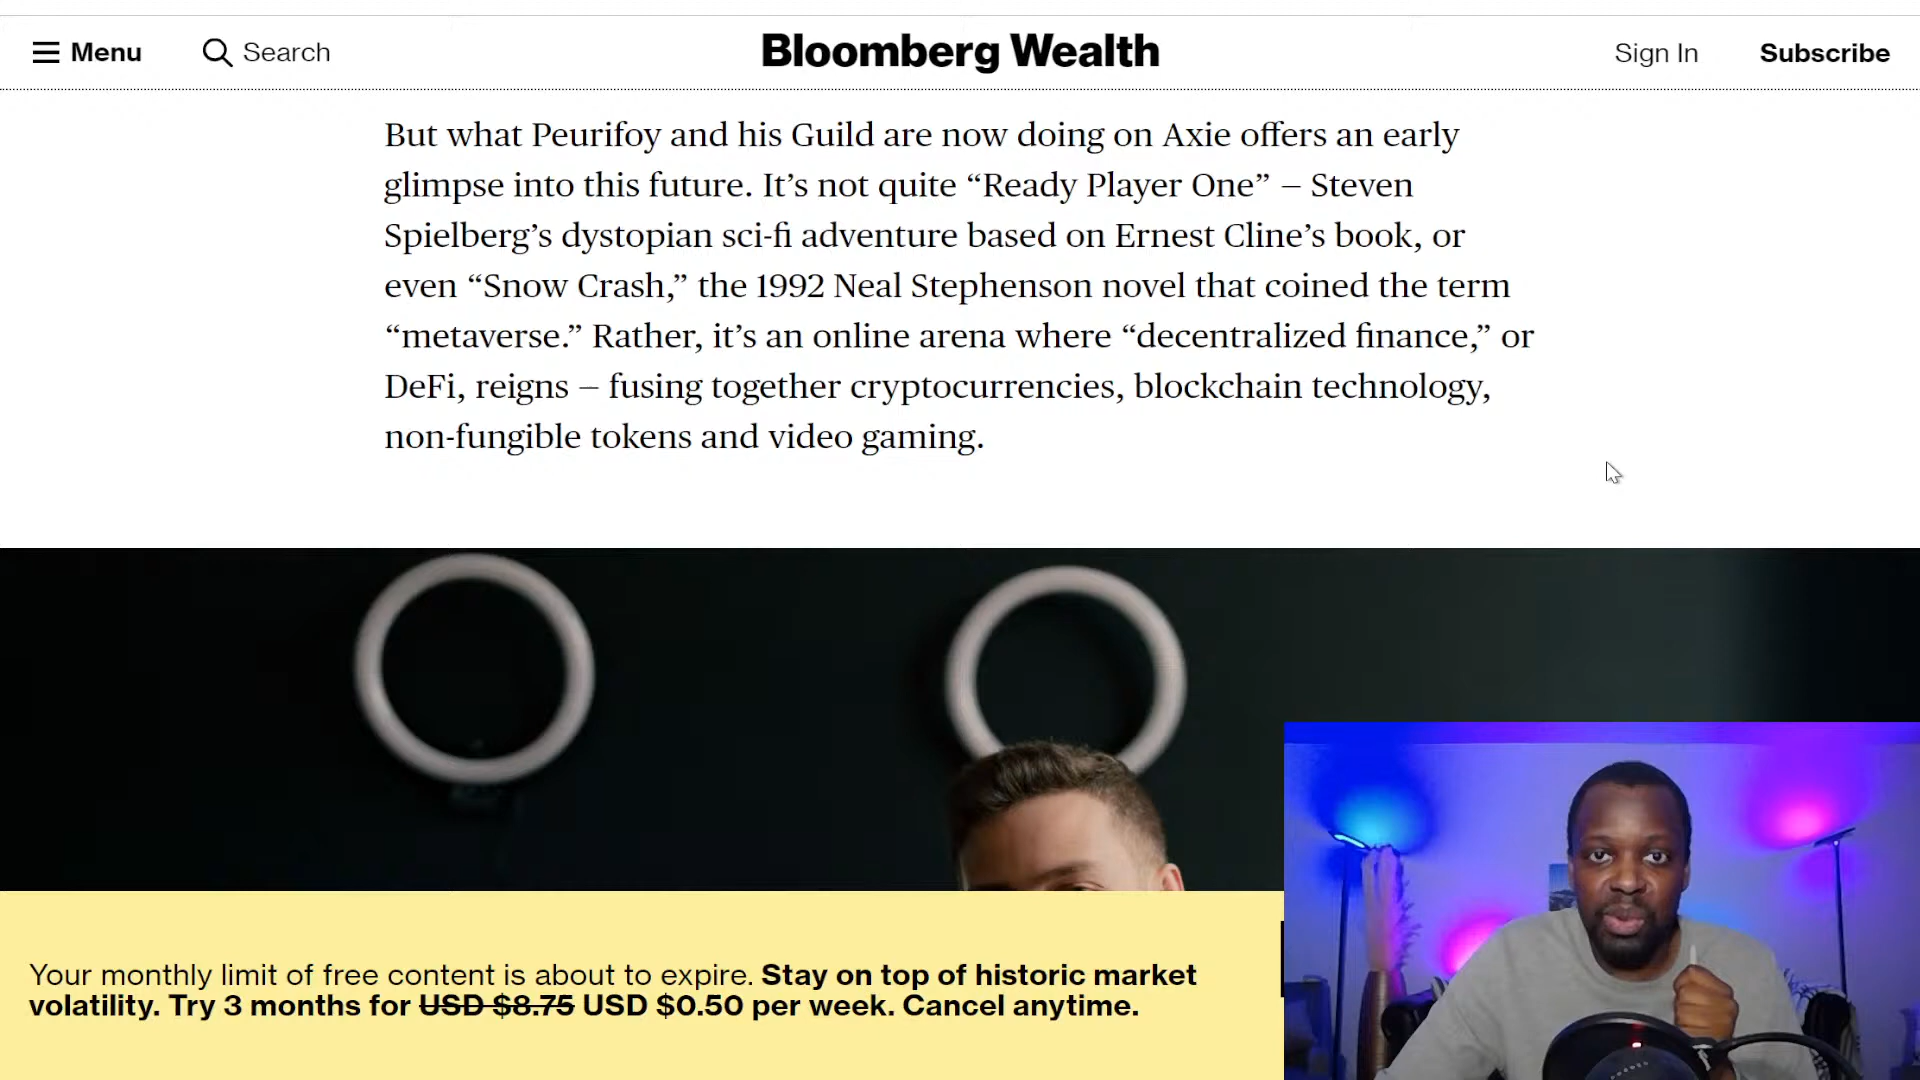 Menu
Search
Bloomberg Wealth
Sign In
Subscribe
But what Peurifoy and his Guild are now doing on Axie offers an early
glimpse into this future. It’s not quite “Ready Player One” – Steven
Spielberg’s dystopian sci-fi adventure based on Ernest Cline’s book, or
even “Snow Crash,” the 1992 Neal Stephenson novel that coined the term
“metaverse.” Rather, it’s an online arena where “decentralized finance,” or
DeFi, reigns – fusing together cryptocurrencies, blockchain technology,
non-fungible tokens and video gaming.
Your monthly limit of free content is about to expire. Stay on top of historic market
volatility. Try 3 months for USD $8.75 USD $0.50 per week. Cancel anytime.